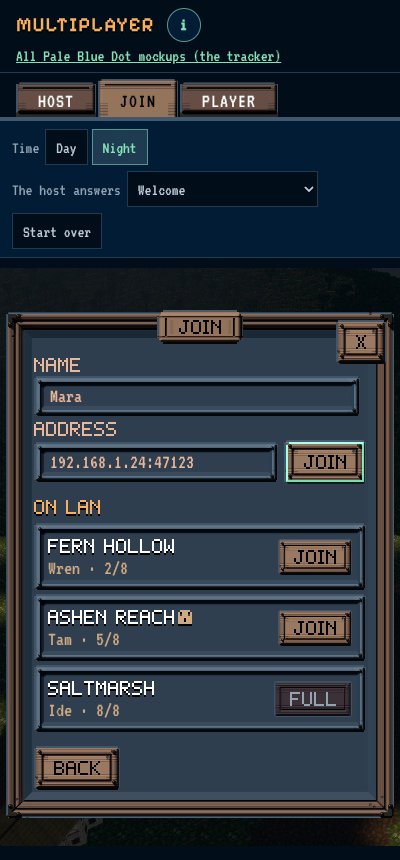 MULTIPLAYER i
All Pale Blue Dot mockups (the tracker)
HOST JOIN PLAYER
Time Day Night
The host answers Welcome
Start over
JOIN
X
NAME
Mara
ADDRESS
192.168.1.24:47123 JOIN
ON LAN
FERN HOLLOW
Wren · 2/8 JOIN
ASHEN REACH
Tam · 5/8 JOIN
SALTMARSH
Ide · 8/8 FULL
BACK